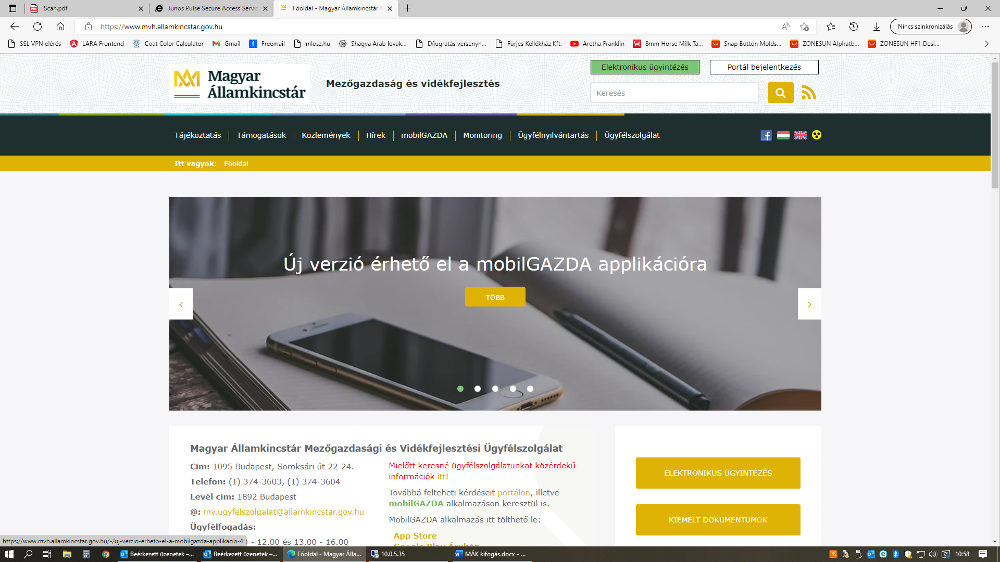 Scan.pdf
Junos Pulse Secure Access Servic
Főoldal - Magyar Államkincstár K
https://www.mvh.allamkincstar.gov.hu
Nincs szinkronizálás
SSL VPN elérés
LARA Frontend
Coat Color Calculator
Gmail
Freemail
mlosz.hu
Shagya Arab lovak...
Díjugratás versenyn...
Fürjes Kellékház Kft.
Aretha Franklin
8mm Horse Milk Ta...
Snap Button Molds...
ZONESUN Alphatb...
ZONESUN HF1 Desi...
Magyar
Államkincstár
Mezőgazdaság és vidékfejlesztés
Elektronikus ügyintézés
Portál bejelentkezés
Keresés
Tájékoztatás
Támogatások
Közlemények
Hírek
mobilGAZDA
Monitoring
Ügyfélnyilvántartás
Ügyfélszolgálat
Itt vagyok: Főoldal
Új verzió érhető el a mobilGAZDA applikációra
TÖBB
Magyar Államkincstár Mezőgazdasági és Vidékfejlesztési Ügyfélszolgálat
Cím: 1095 Budapest, Soroksári út 22-24.
Telefon: (1) 374-3603, (1) 374-3604
Levél cím: 1892 Budapest
@: mv.ugyfelszolgalat@allamkincstar.gov.hu
Ügyfélfogadás:
) - 12.00 és 13.00 - 16.00
Mielőtt keresné ügyfélszolgálatunkat közérdekű
információk itt!
Továbbá felteheti kérdéseit portálon, illetve
mobilGAZDA alkalmazáson keresztül is.
MobilGAZDA alkalmazás itt tölthető le:
App Store
Google Play Áruház
ELEKTRONIKUS ÜGYINTÉZÉS
KIEMELT DOKUMENTUMOK
https://www.mvh.allamkincstar.gov.hu/-/uj-verzio-erheto-el-a-mobilgazda-applikacio-4
Beérkezett üzenetek –...
Beérkezett üzenetek –...
Főoldal - Magyar Álla...
10.0.5.35
MÁK kifogás.docx - ...
10:58